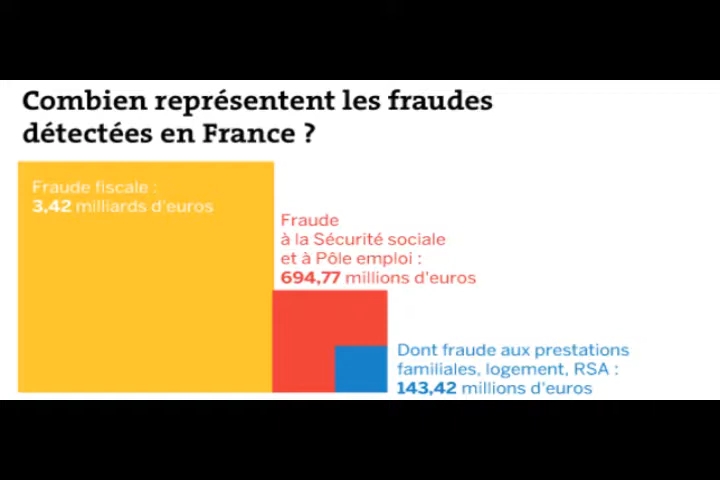 Combien représentent les fraudes
détectées en France ?
Fraude fiscale :
3,42 milliards d'euros
Fraude
à la Sécurité sociale
et à Pôle emploi :
694,77 millions d'euros
Dont fraude aux prestations
familiales, logement, RSA :
143,42 millions d'euros